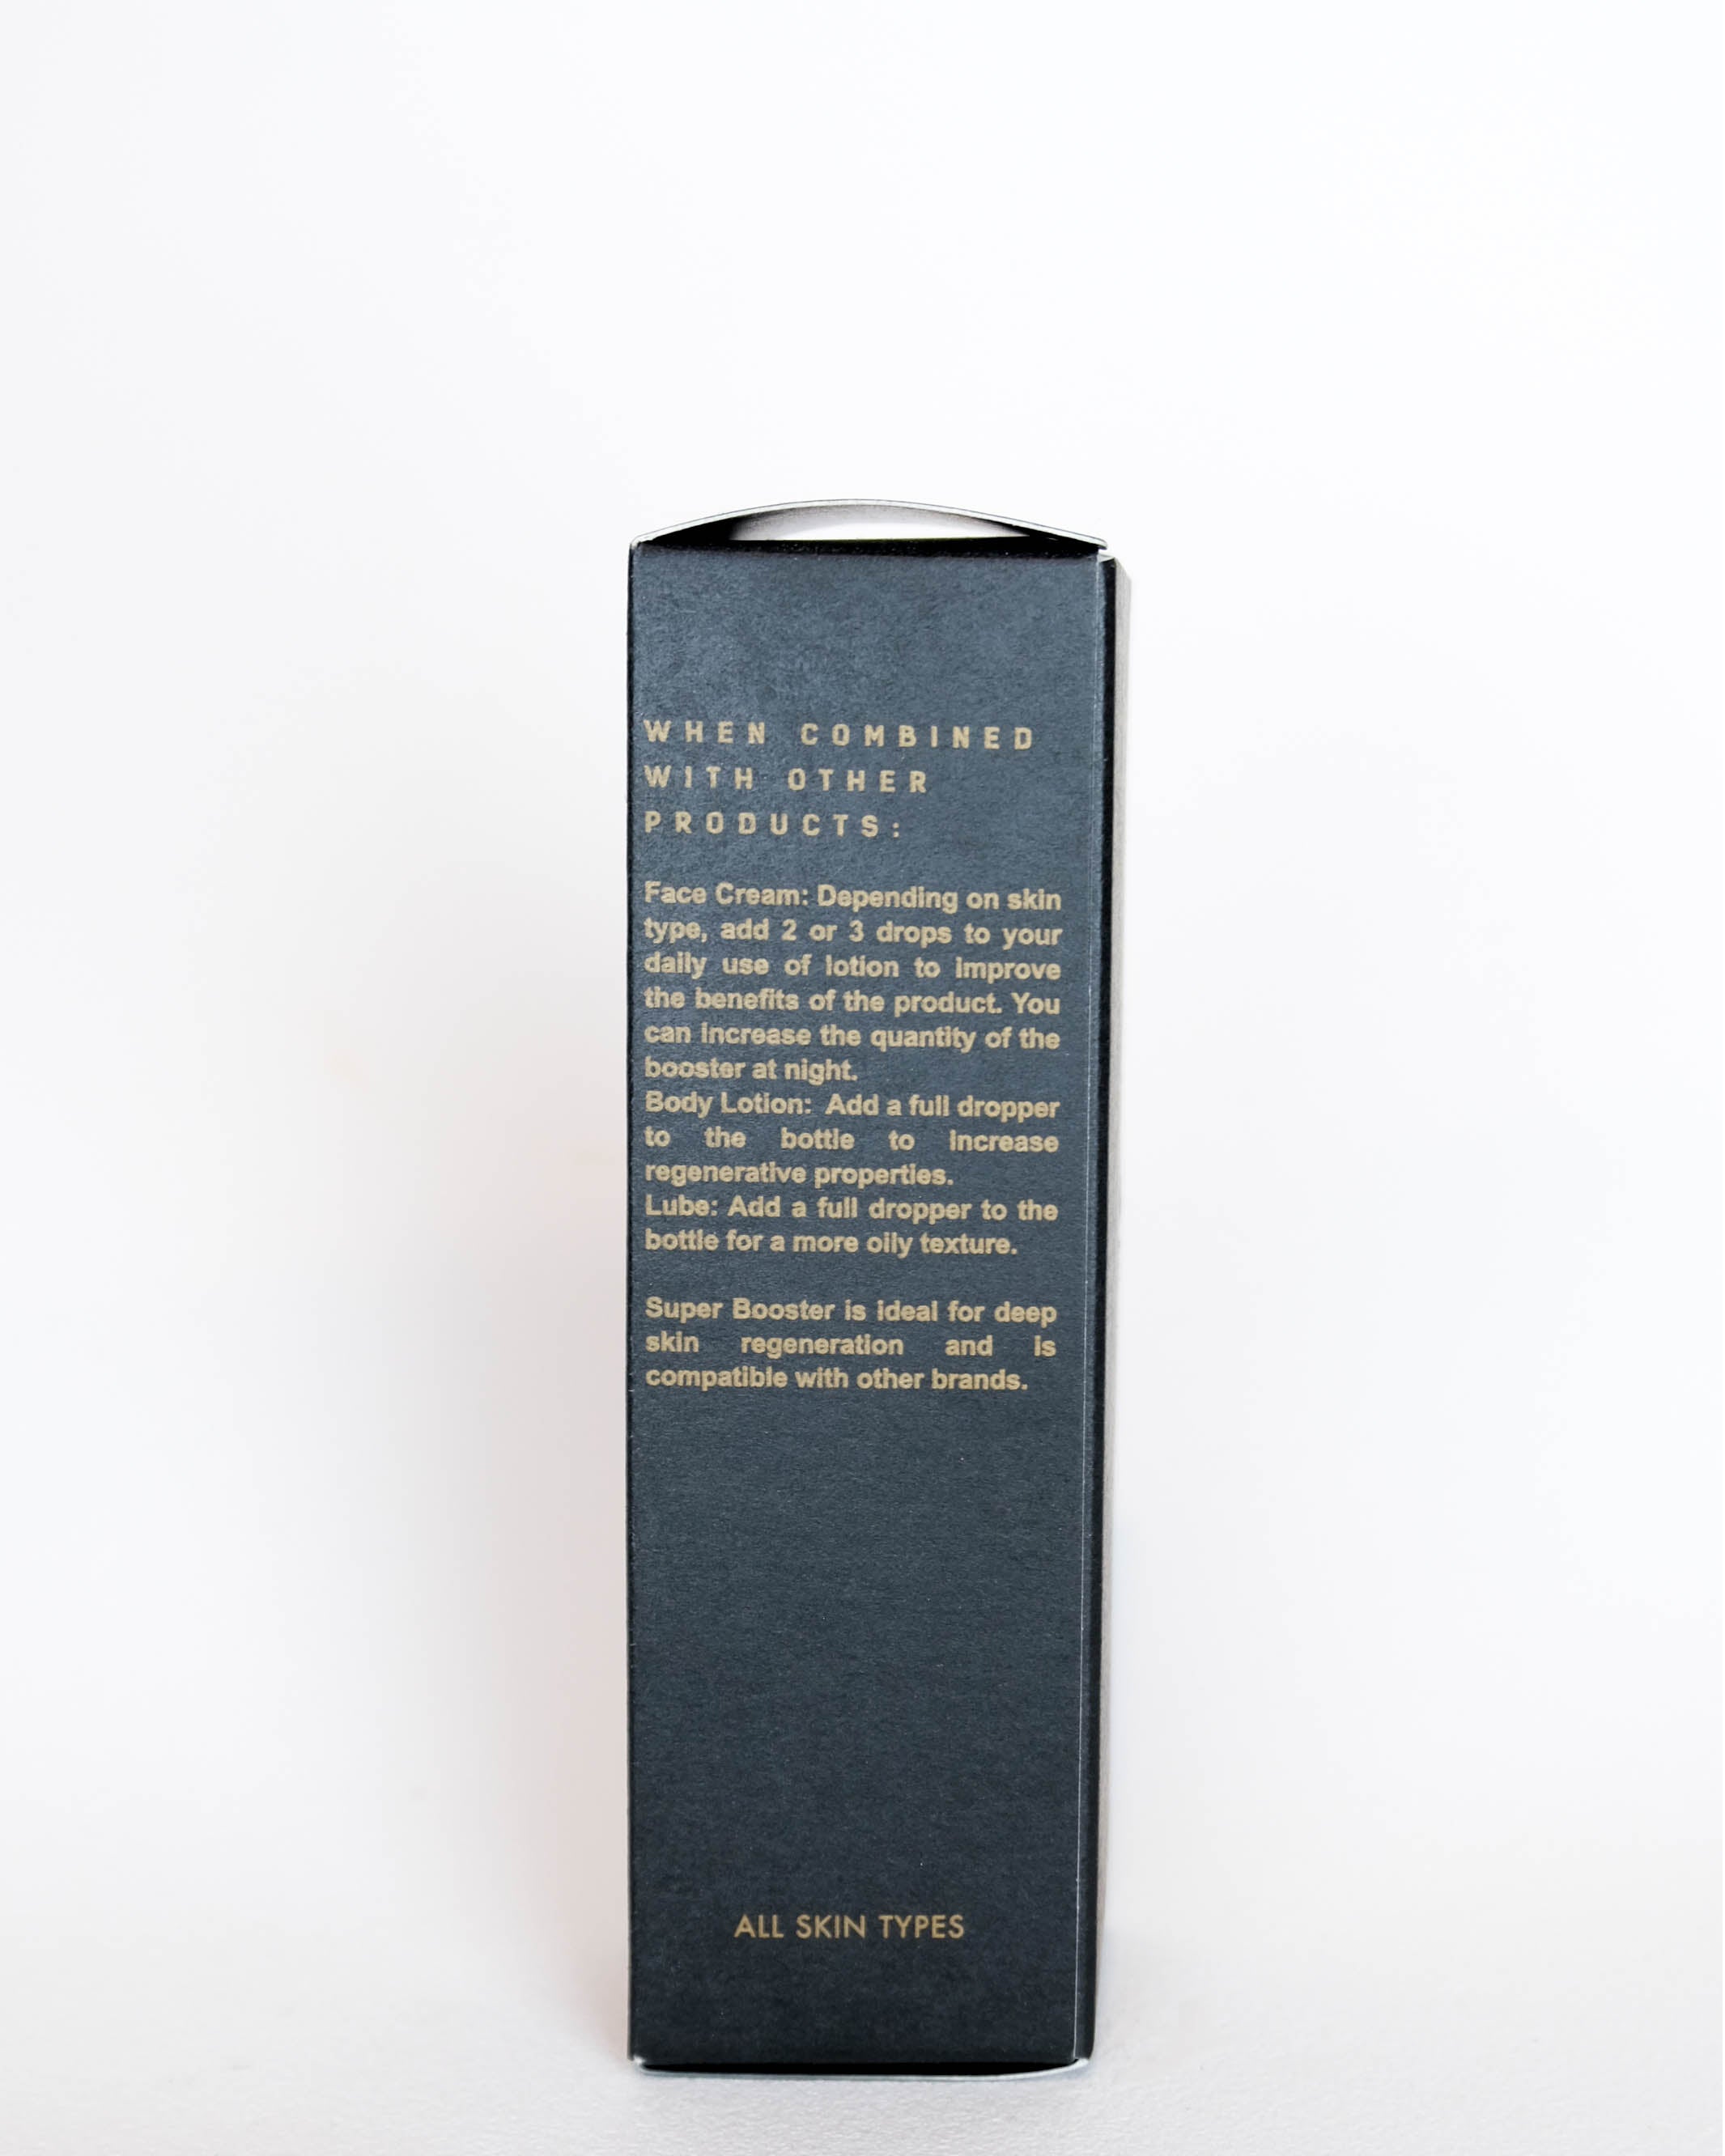 WHEN COMBINED
WITH OTHER
PRODUCTS:
Face Cream: Depending on skin
type, add 2 or 3 drops to your
daily use of lotion to improve
the benefits of the product. You
can increase the quantity of the
booster at night.
Body Lotion: Add a full dropper
to the bottle to increase
regenerative properties.
Lube: Add a full dropper to the
bottle for a more oily texture.
Super Booster is ideal for deep
skin regeneration and is
compatible with other brands.
ALL SKIN TYPES